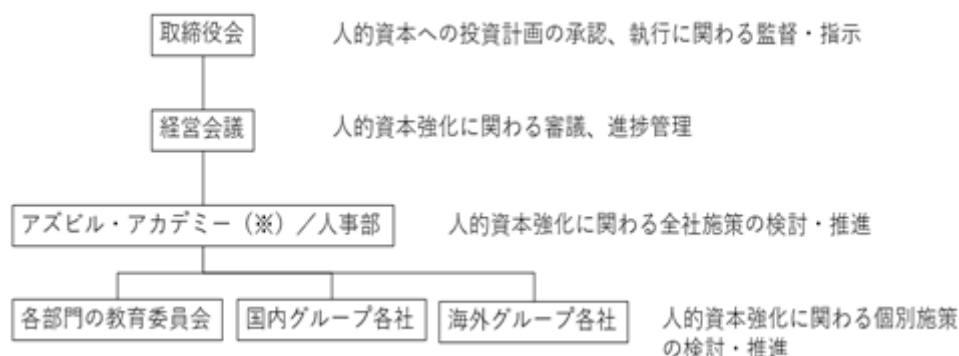 取締役会
人的資本への投資計画の承認、執行に関わる監督・指示
経営会議
人的資本強化に関わる審議、進捗管理
アズビル・アカデミー（※）／人事部
人的資本強化に関わる全社施策の検討・推進
各部門の教育委員会
国内グループ各社
海外グループ各社
人的資本強化に関わる個別施策
の検討・推進